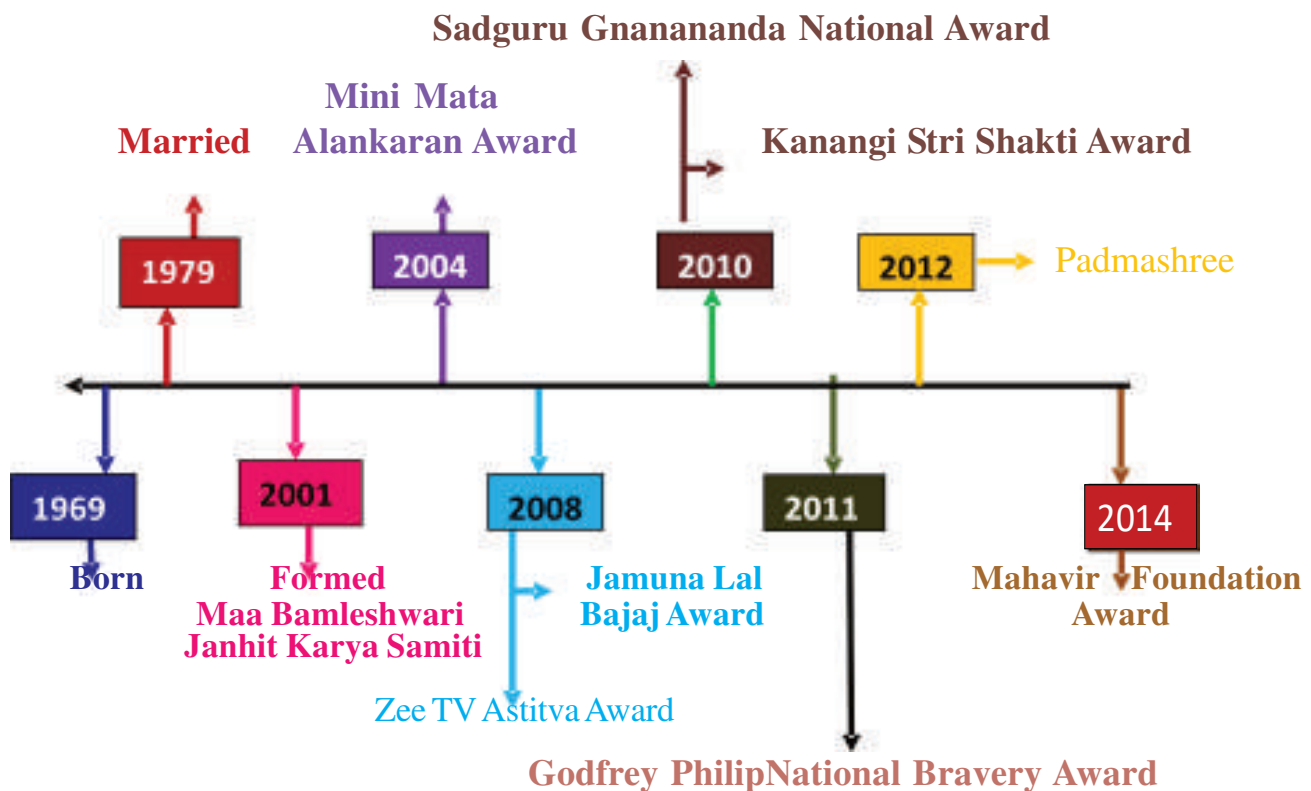 Sadguru Gnanananda National Award
Mini Mata
Married
Alankaran Award
Kanangi Stri Shakti Award
1979
2004
2010
2012
Padmashree
1969
2001
2008
2011
2014
Born
Formed
Maa Bamleshwari
Janhit Karya Samiti
Jamuna Lal
Bajaj Award
Mahavir Foundation
Award
Zee TV Astitva Award
Godfrey PhilipNational Bravery Award